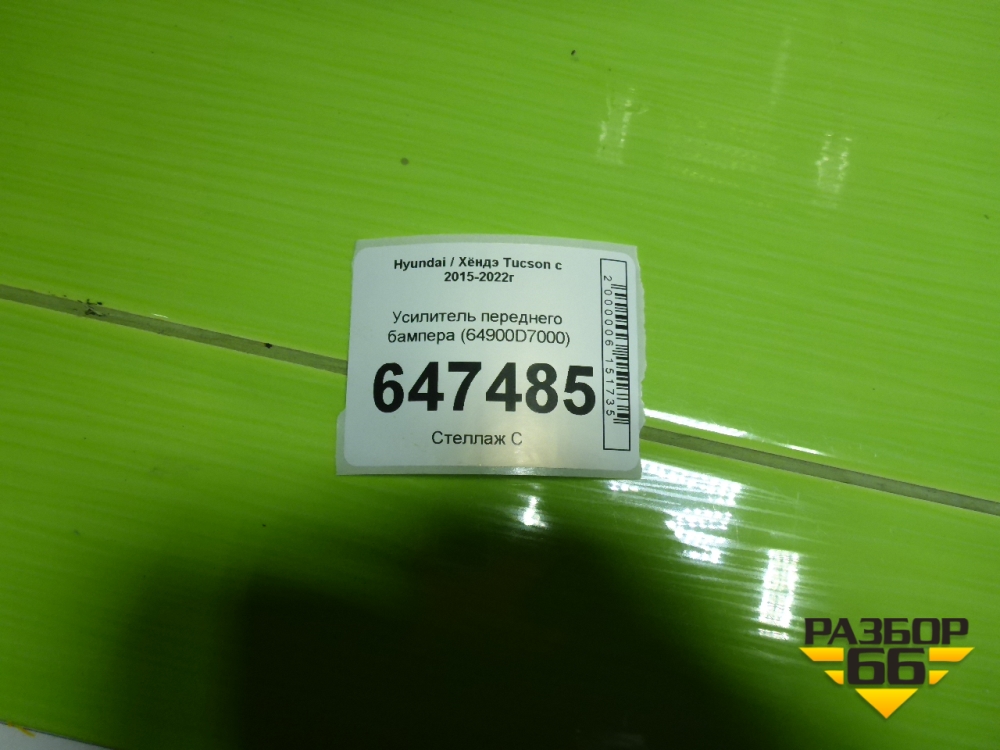 Hyundai / Хёндэ Tucson с
2015-2022г
Усилитель переднего
бампера (64900D7000)
647485
Стеллаж С
2000006151735
РАЗБОР
66